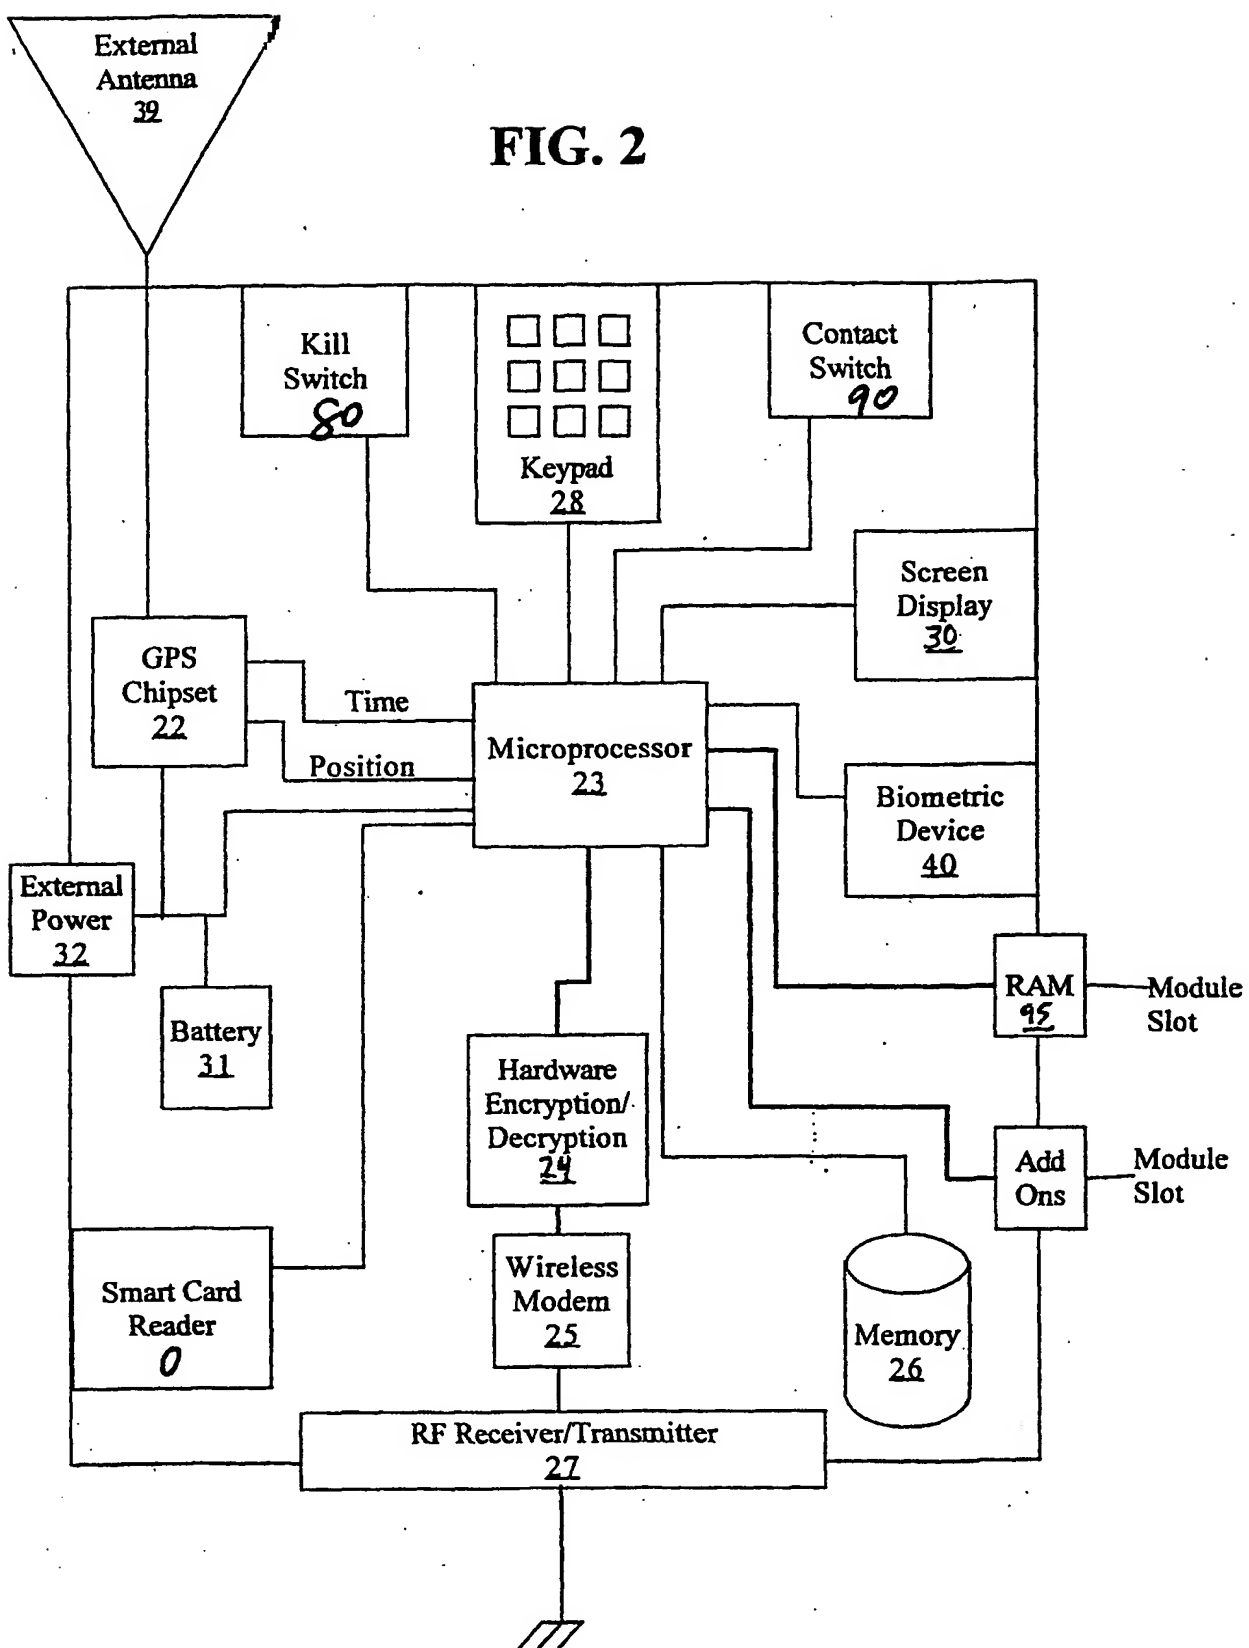 External
Antenna
39
FIG. 2
Kill
Switch
80
Keypad
28
Contact
Switch
90
Screen
Display
30
GPS
Chipset
22
Time
Position
Microprocessor
23
Biometric
Device
40
External
Power
32
Battery
31
RAM
95
Module
Slot
Hardware
Encryption/
Decryption
24
Add
Ons
Module
Slot
Smart Card
Reader
0
Wireless
Modem
25
Memory
26
RF Receiver/Transmitter
27